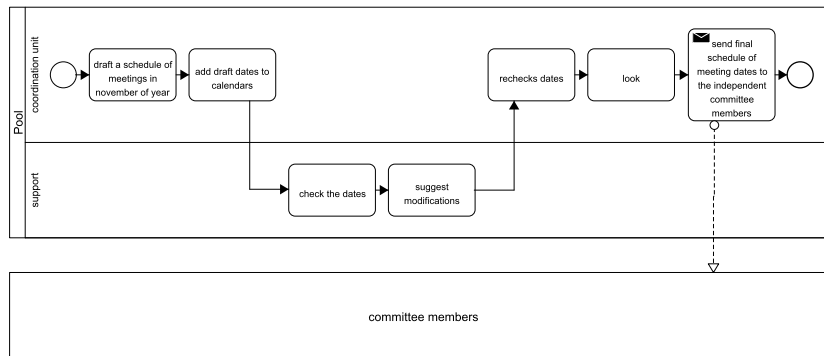 Pool
coordination unit
draft a schedule of
meetings in
november of year
add draft dates to
calendars
rechecks dates
look
send final
schedule of
meeting dates to
the independent
committee
members
support
check the dates
suggest
modifications
committee members